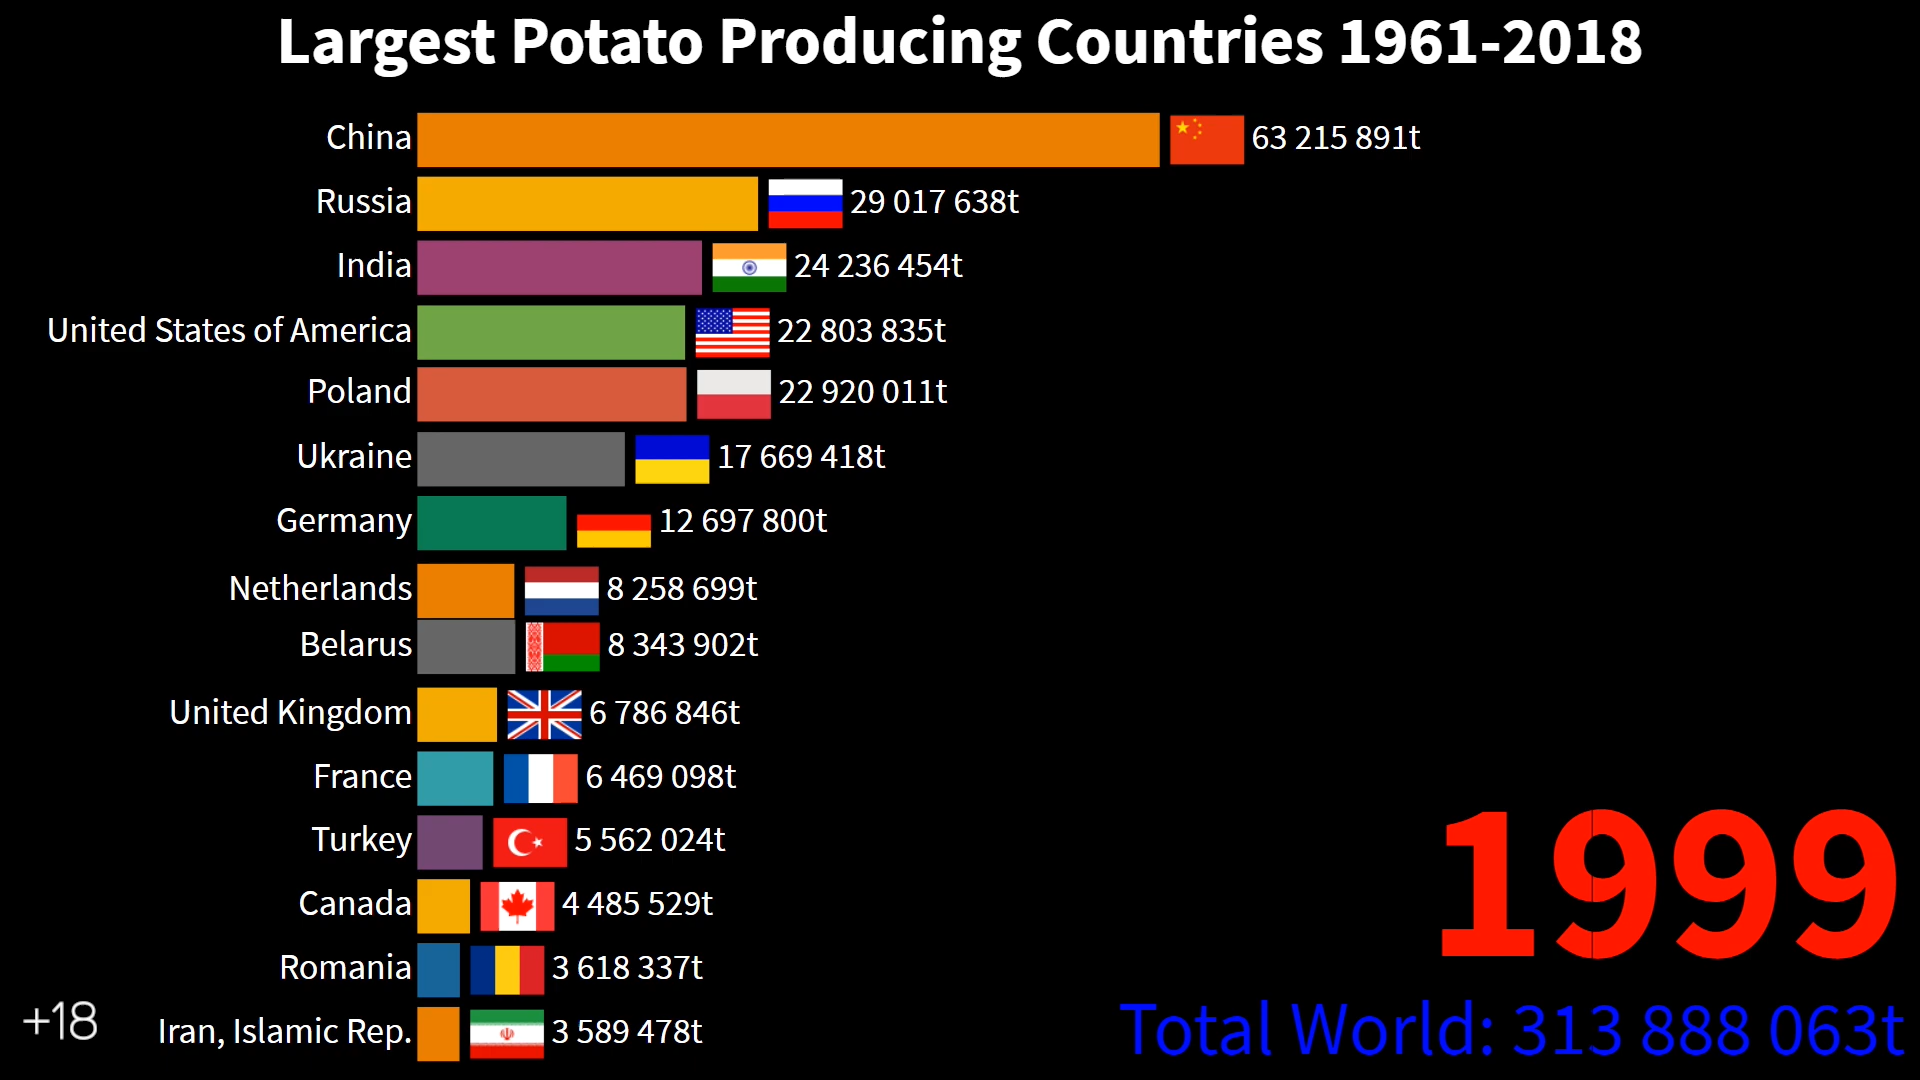 Largest Potato Producing Countries 1961-2018
China 63 215 891t
Russia 29 017 638t
India 24 236 454t
United States of America 22 803 835t
Poland 22 920 011t
Ukraine 17 669 418t
Germany 12 697 800t
Netherlands 8 258 699t
Belarus 8 343 902t
United Kingdom 6 786 846t
France 6 469 098t
Turkey 5 562 024t
Canada 4 485 529t
Romania 3 618 337t
Iran, Islamic Rep. 3 589 478t
+18
1999
Total World: 313 888 063t